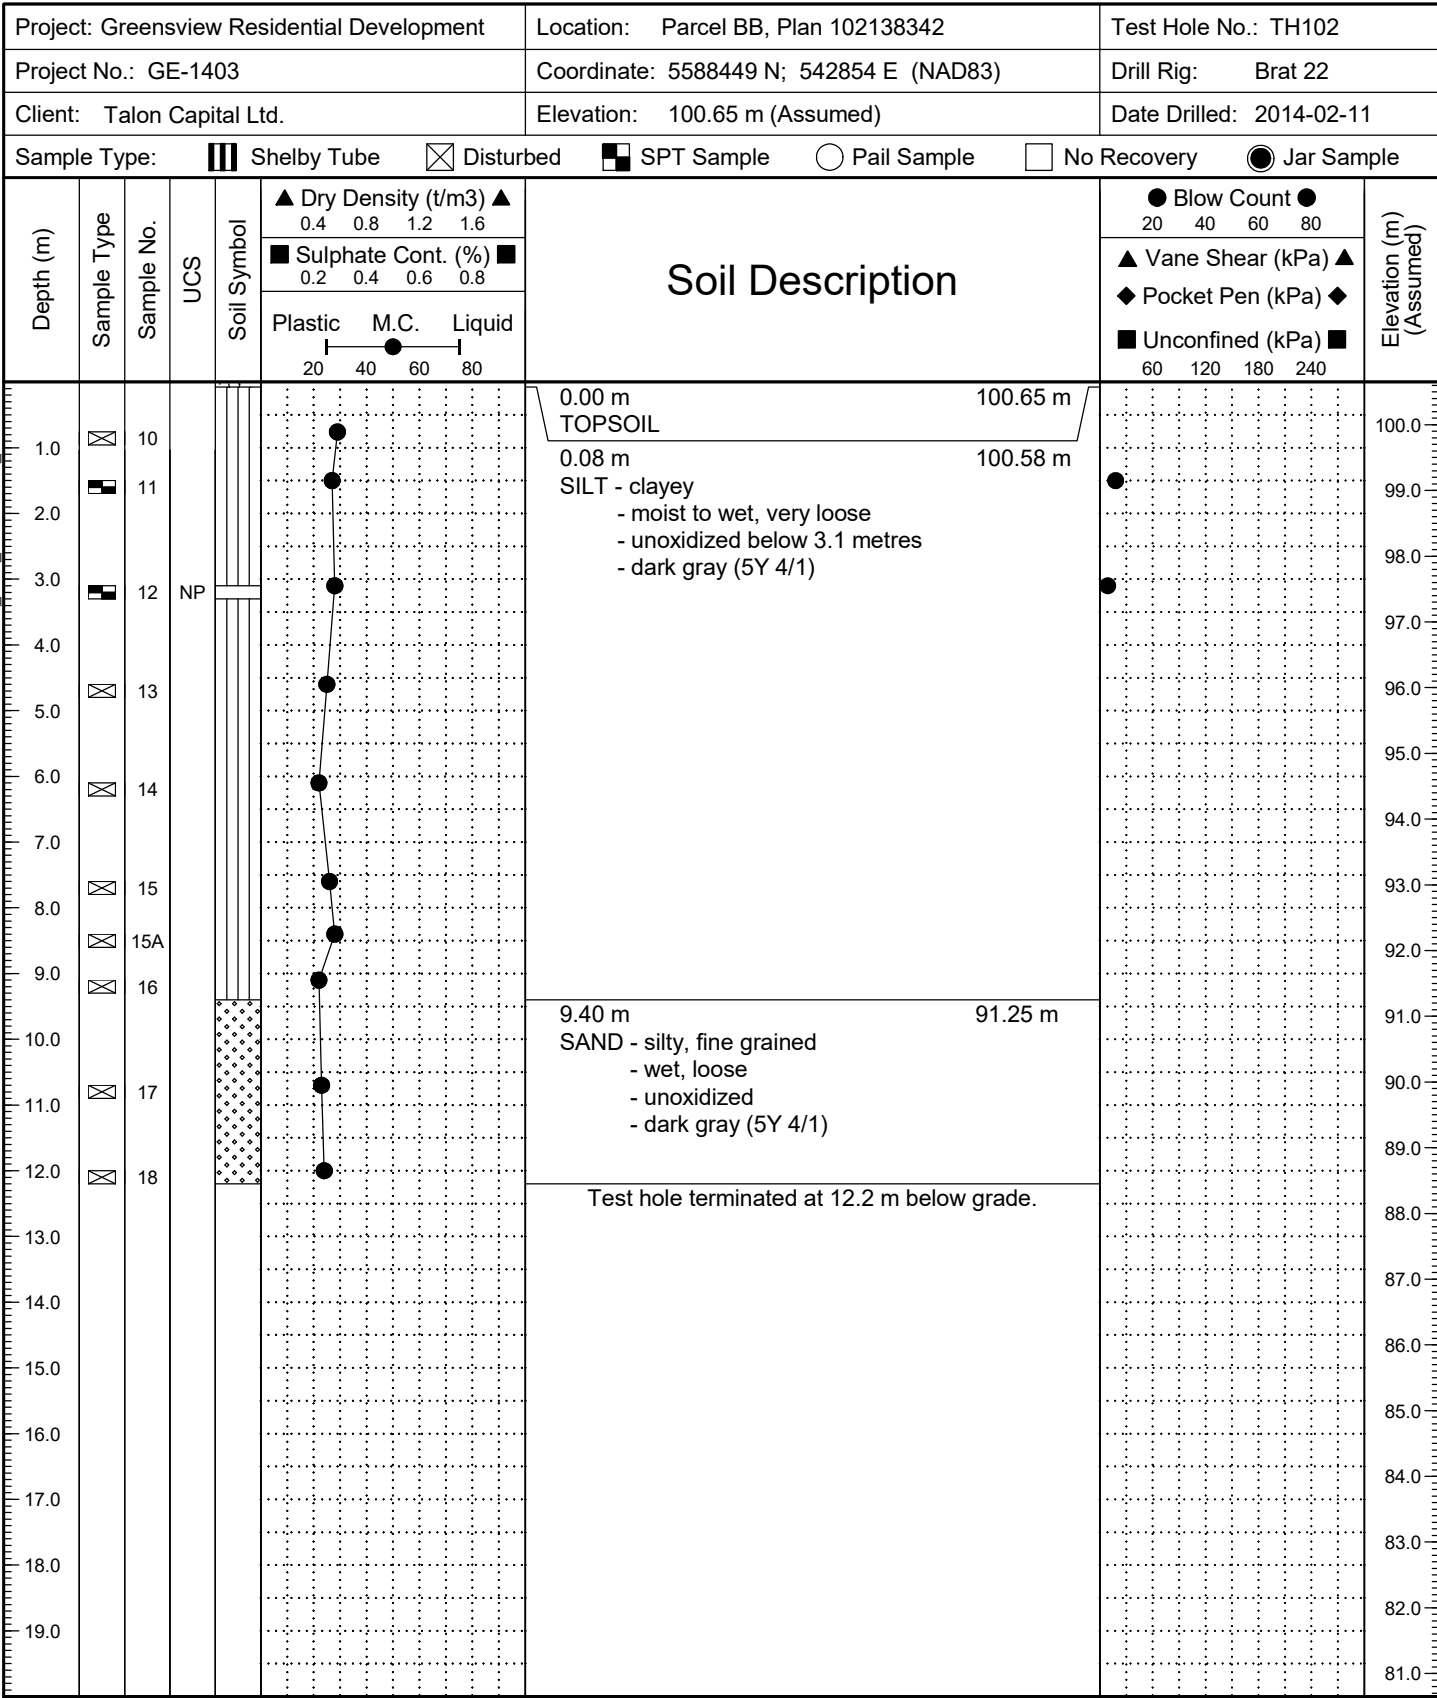 Project: Greensview Residential Development
Location: Parcel BB, Plan 102138342
Test Hole No.: TH102
Project No.: GE-1403
Coordinate: 5588449 N; 542854 E (NAD83)
Drill Rig: Brat 22
Client: Talon Capital Ltd.
Elevation: 100.65 m (Assumed)
Date Drilled: 2014-02-11
Sample Type: Shelby Tube Disturbed SPT Sample Pail Sample No Recovery Jar Sample
Depth (m)
Sample Type
Sample No.
UCS
Soil Symbol
Dry Density (t/m3)
0.4 0.8 1.2 1.6
Sulphate Cont. (%)
0.2 0.4 0.6 0.8
Plastic M.C. Liquid
20 40 60 80
Soil Description
Blow Count
20 40 60 80
Vane Shear (kPa)
Pocket Pen (kPa)
Unconfined (kPa)
60 120 180 240
Elevation (m)
(Assumed)
0.00 m 100.65 m
TOPSOIL
0.08 m 100.58 m
SILT - clayey
- moist to wet, very loose
- unoxidized below 3.1 metres
- dark gray (5Y 4/1)
9.40 m 91.25 m
SAND - silty, fine grained
- wet, loose
- unoxidized
- dark gray (5Y 4/1)
Test hole terminated at 12.2 m below grade.
1.0
2.0
3.0
4.0
5.0
6.0
7.0
8.0
9.0
10.0
11.0
12.0
13.0
14.0
15.0
16.0
17.0
18.0
19.0
10
11
12
NP
13
14
15
15A
16
17
18
100.0
99.0
98.0
97.0
96.0
95.0
94.0
93.0
92.0
91.0
90.0
89.0
88.0
87.0
86.0
85.0
84.0
83.0
82.0
81.0